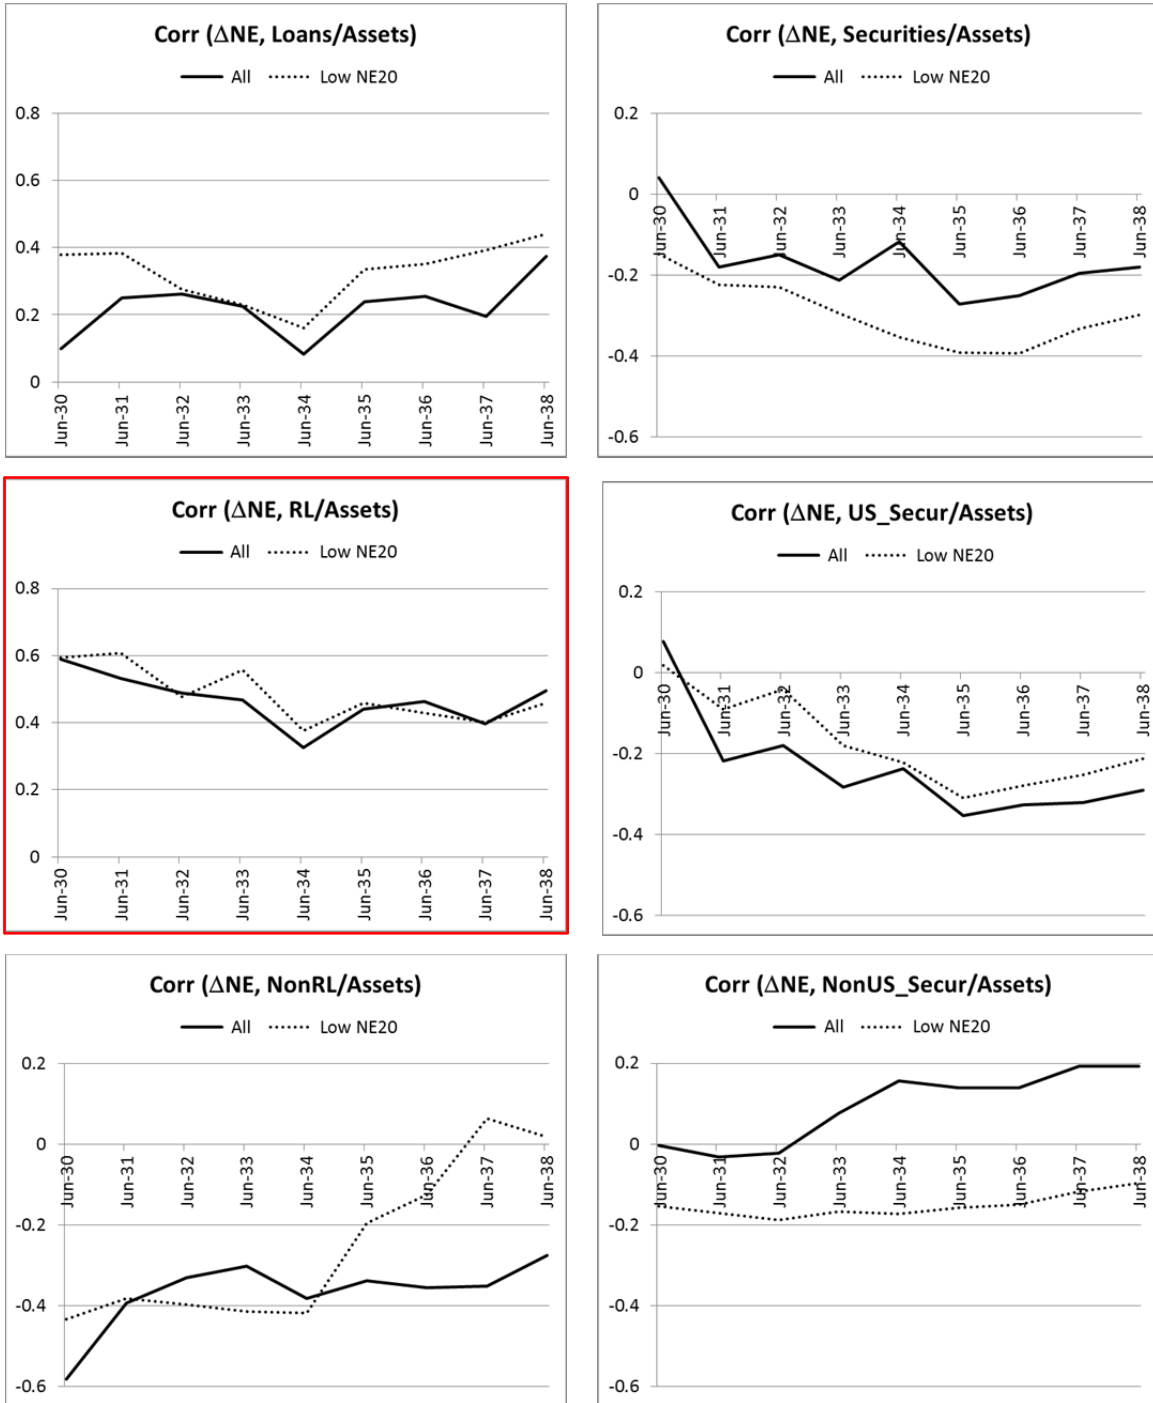 Corr (ΔNE, Loans/Assets)
All Low NE20
0.8
0.6
0.4
0.2
0
Jun-30
Jun-31
Jun-32
Jun-33
Jun-34
Jun-35
Jun-36
Jun-37
Jun-38
Corr (ΔNE, Securities/Assets)
All Low NE20
0.2
0
-0.2
-0.4
-0.6
Jun-30
Jun-31
Jun-32
Jun-33
Jun-34
Jun-35
Jun-36
Jun-37
Jun-38
Corr (ΔNE, RL/Assets)
All Low NE20
0.8
0.6
0.4
0.2
0
Jun-30
Jun-31
Jun-32
Jun-33
Jun-34
Jun-35
Jun-36
Jun-37
Jun-38
Corr (ΔNE, US_Secur/Assets)
All Low NE20
0.2
0
-0.2
-0.4
-0.6
Jun-30
Jun-31
Jun-32
Jun-33
Jun-34
Jun-35
Jun-36
Jun-37
Jun-38
Corr (ΔNE, NonRL/Assets)
All Low NE20
0.2
0
-0.2
-0.4
-0.6
Jun-30
Jun-31
Jun-32
Jun-33
Jun-34
Jun-35
Jun-36
Jun-37
Jun-38
Corr (ΔNE, NonUS_Secur/Assets)
All Low NE20
0.2
0
-0.2
-0.4
-0.6
Jun-30
Jun-31
Jun-32
Jun-33
Jun-34
Jun-35
Jun-36
Jun-37
Jun-38